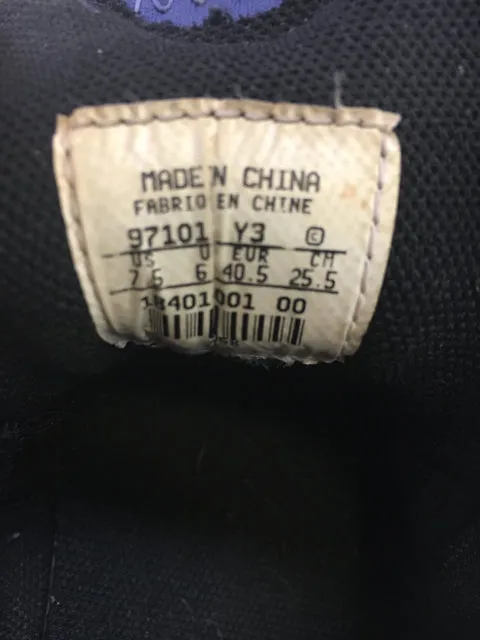 MADE IN CHINA
FABRIQ EN CHINE
97101 Y3 ©
US U EUR CM
7.5 6 40.5 25.5
18401 001 00